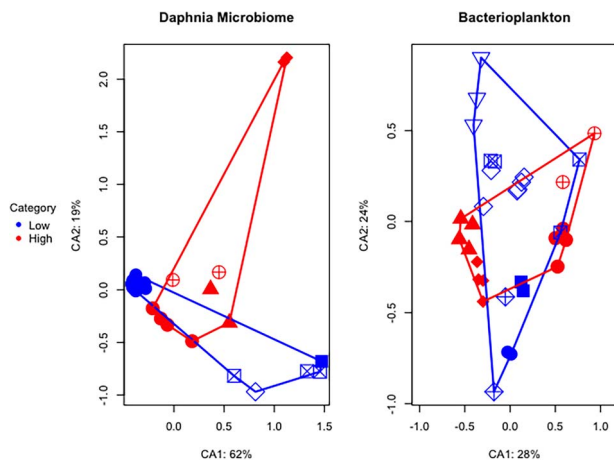 Daphnia Microbiome
Bacterioplankton
Category
Low
High
CA2: 19%
2.0
1.5
1.0
0.5
0.0
-0.5
-1.0
0.0
0.5
1.0
1.5
CA1: 62%
CA2: 24%
0.5
0.0
-0.5
-1.0
-1.0
-0.5
0.0
0.5
1.0
CA1: 28%